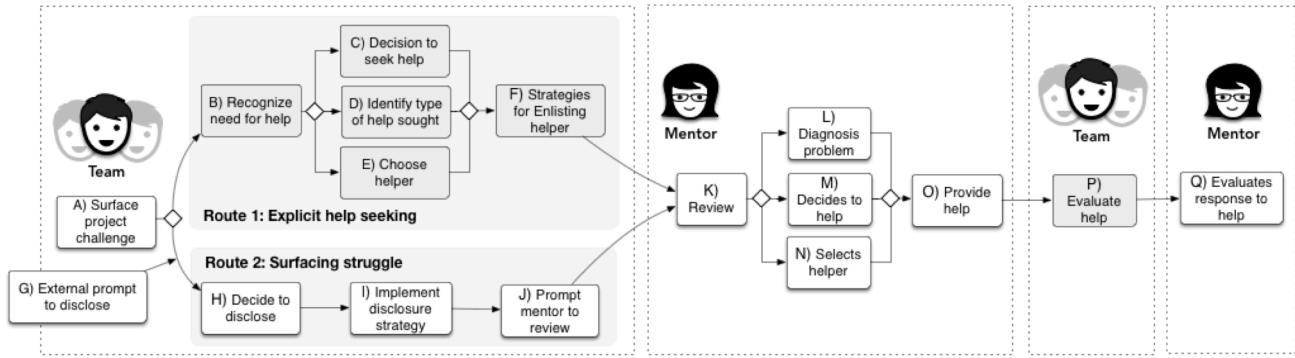 Team
A) Surface
project
challenge
G) External prompt
to disclose
B) Recognize
need for help
C) Decision to
seek help
D) Identify type
of help sought
E) Choose
helper
F) Strategies
for Enlisting
helper
Route 1: Explicit help seeking
Route 2: Surfacing struggle
H) Decide to
disclose
I) Implement
disclosure
strategy
J) Prompt
mentor to
review
Mentor
K)
Review
L)
Diagnosis
problem
M)
Decides to
help
N) Selects
helper
O) Provide
help
Team
P)
Evaluate
help
Mentor
Q) Evaluates
response to
help